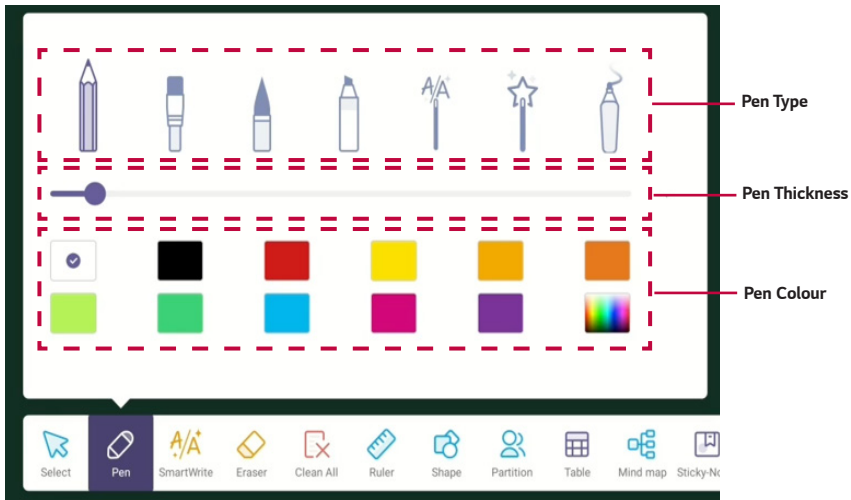 Pen Type
Pen Thickness
Pen Colour
Select Pen SmartWrite Eraser Clean All Ruler Shape Partition Table Mind map Sticky-No